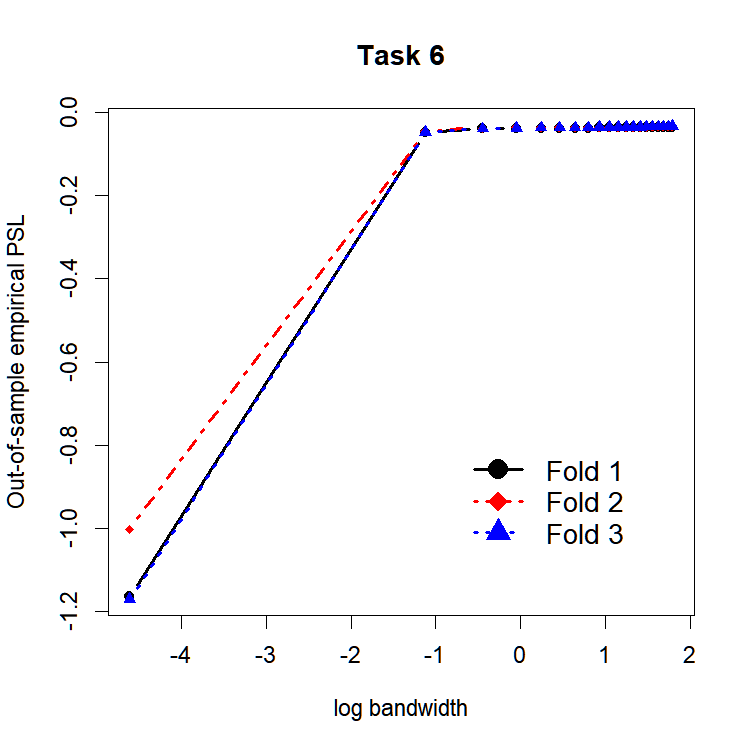 Task 6
Out-of-sample empirical PSL
0.0
-0.2
-0.4
-0.6
-0.8
-1.0
-1.2
Fold 1
Fold 2
Fold 3
-4 -3 -2 -1 0 1 2
log bandwidth